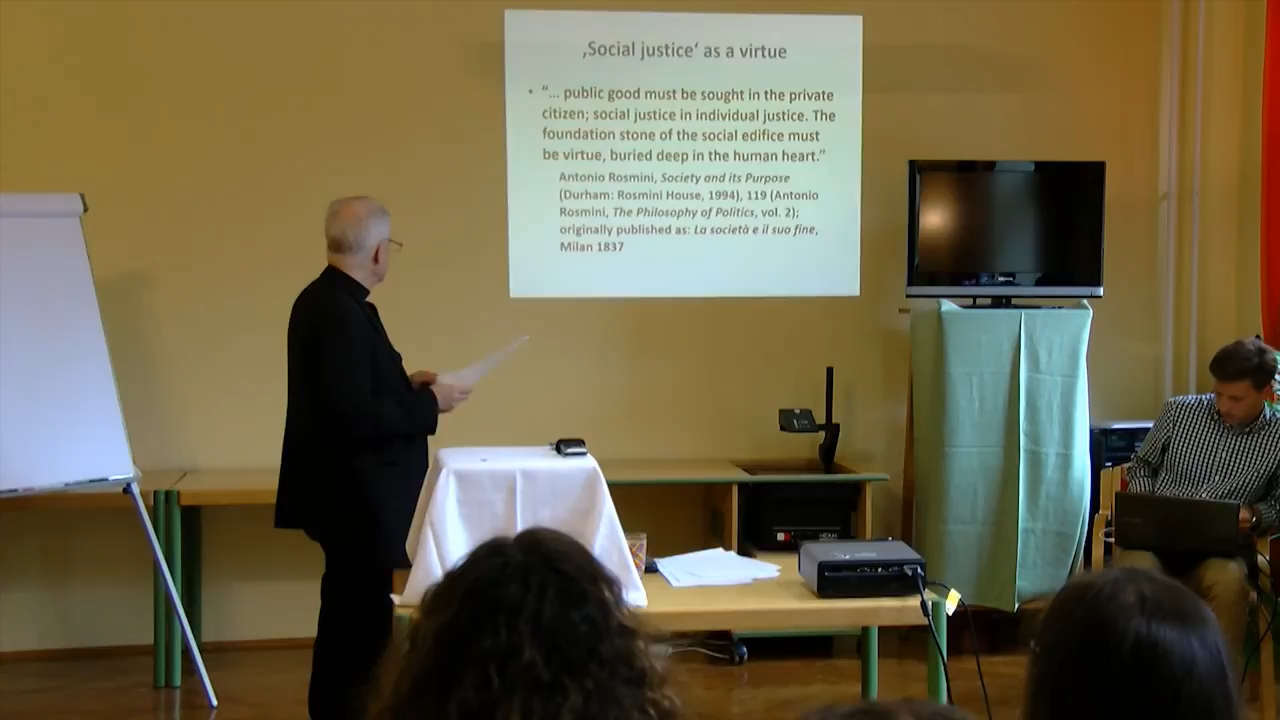 ‚Social justice‘ as a virtue
• “... public good must be sought in the private
citizen; social justice in individual justice. The
foundation stone of the social edifice must
be virtue, buried deep in the human heart.”
Antonio Rosmini, Society and its Purpose
(Durham: Rosmini House, 1994), 119 (Antonio
Rosmini, The Philosophy of Politics, vol. 2);
originally published as: La società e il suo fine,
Milan 1837